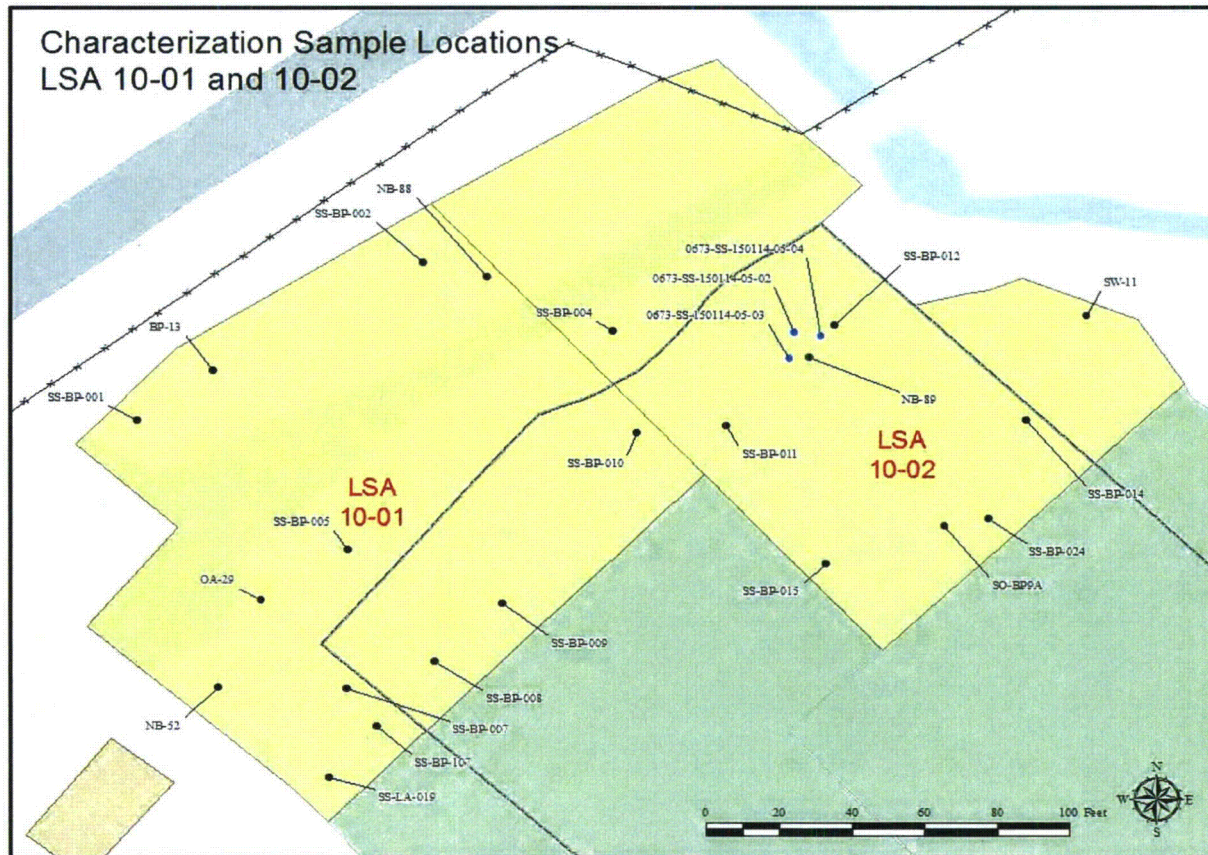 Characterization Sample Locations
LSA 10-01 and 10-02
NB-88
SS-BP-002
0673-SS-150114-05-04
SS-BP-012
0673-SS-150114-05-02
SW-11
SS-BP-004
0673-SS-150114-05-03
BP-13
SS-BP-001
NB-89
LSA
10-02
SS-BP-010
SS-BP-011
LSA
10-01
SS-BP-014
SS-BP-005
SS-BP-024
OA-29
SS-BP-015
SO-BP9A
SS-BP-009
SS-BP-008
NB-52
SS-BP-007
SS-BP-107
SS-LA-019
N
W E
S
0 20 40 60 80 100 Feet